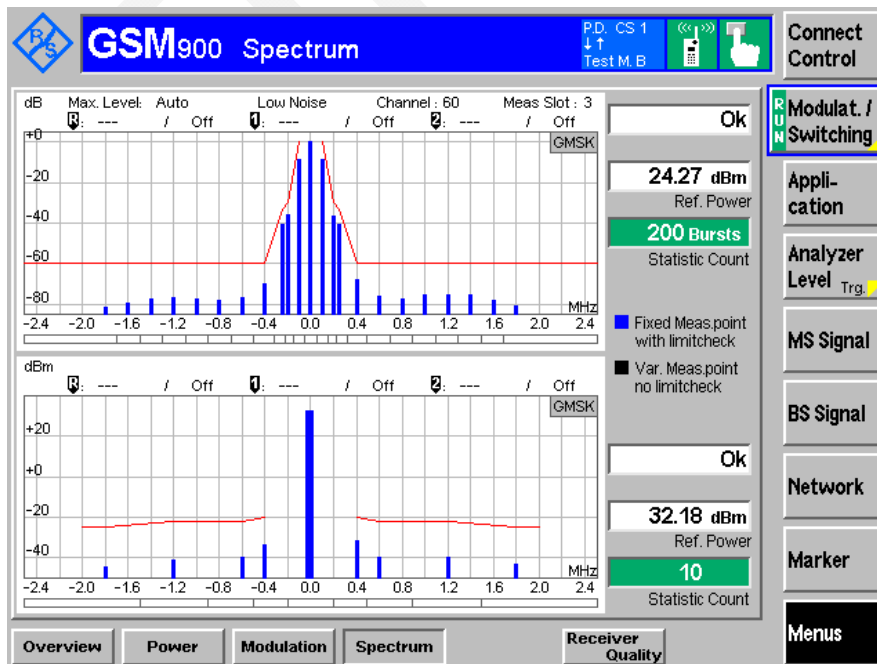 R S
GSM900 Spectrum
P.D. CS 1
Test M. B
Connect Control
dB Max. Level: Auto Low Noise Channel : 60 Meas Slot : 3
R: --- / Off 1: --- / Off 2: --- / Off
GMSK
+0
-20
-40
-60
-80
MHz
-2.4 -2.0 -1.6 -1.2 -0.8 -0.4 0.0 0.4 0.8 1.2 1.6 2.0 2.4
Ok
24.27 dBm
Ref. Power
200 Bursts
Statistic Count
Fixed Meas.point
with limitcheck
Var. Meas.point
no limitcheck
dBm
R: --- / Off 1: --- / Off 2: --- / Off
GMSK
+20
+0
-20
-40
MHz
-2.4 -2.0 -1.6 -1.2 -0.8 -0.4 0.0 0.4 0.8 1.2 1.6 2.0 2.4
Ok
32.18 dBm
Ref. Power
10
Statistic Count
RUN
Modulat. /
Switching
Appli-
cation
Analyzer
Level Trg.
MS Signal
BS Signal
Network
Marker
Menus
Overview
Power
Modulation
Spectrum
Receiver
Quality